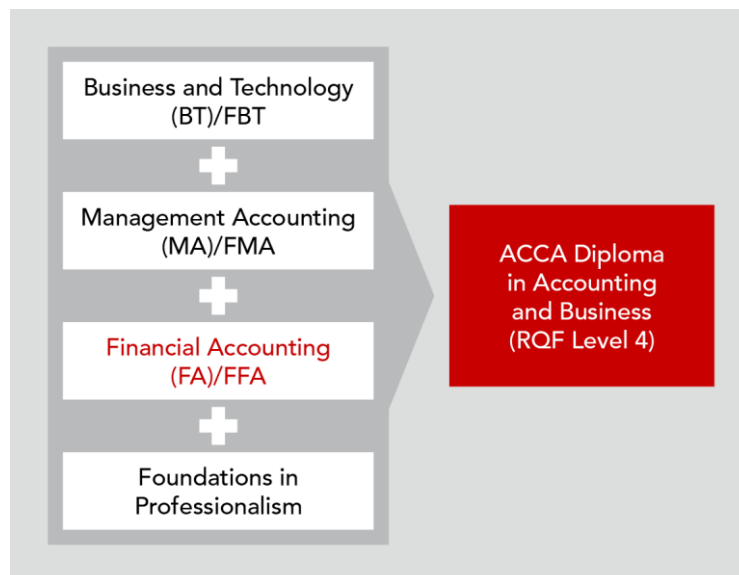 Business and Technology
(BT)/FBT
Management Accounting
(MA)/FMA
Financial Accounting
(FA)/FFA
Foundations in
Professionalism
ACCA Diploma
in Accounting
and Business
(RQF Level 4)